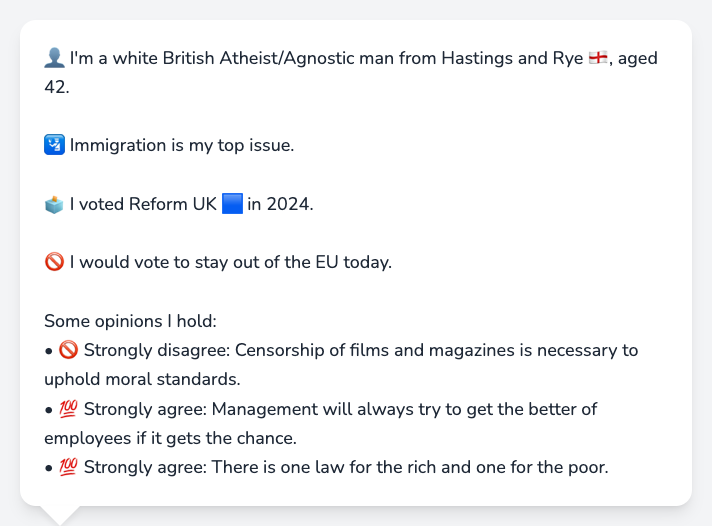 👤 I'm a white British Atheist/Agnostic man from Hastings and Rye 🏴󠁧󠁢󠁥󠁮󠁧󠁿, aged
42.
🛂 Immigration is my top issue.
🗳️ I voted Reform UK 🟦 in 2024.
🚫 I would vote to stay out of the EU today.
Some opinions I hold:
• 🚫 Strongly disagree: Censorship of films and magazines is necessary to
uphold moral standards.
• 💯 Strongly agree: Management will always try to get the better of
employees if it gets the chance.
• 💯 Strongly agree: There is one law for the rich and one for the poor.